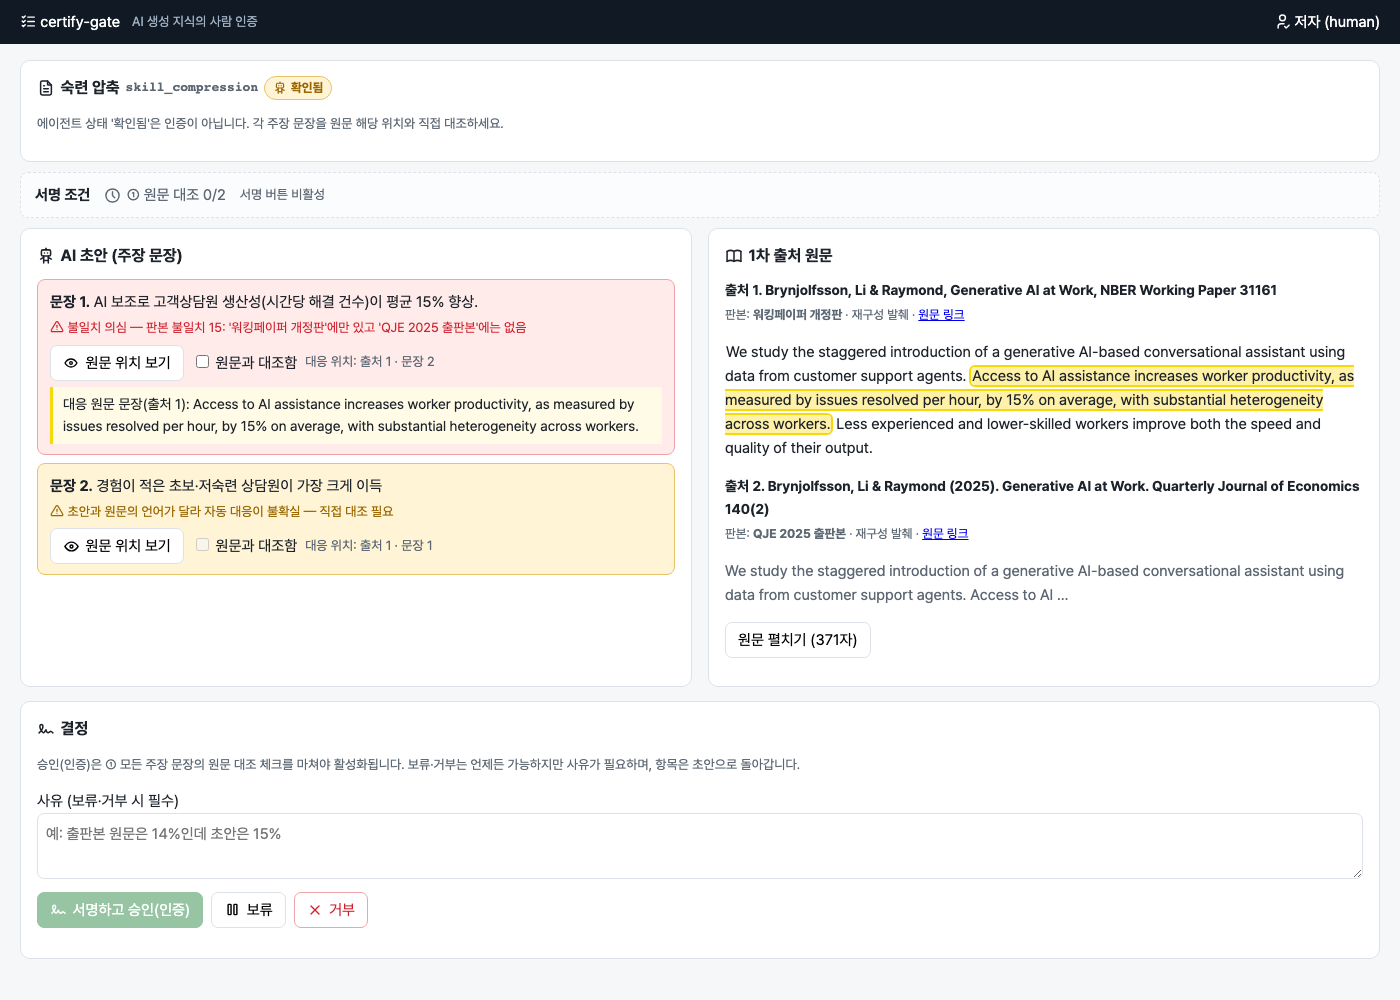 certify-gate AI 생성 지식의 사람 인증
저자 (human)
숙련 압축 skill_compression 확인됨
에이전트 상태 '확인됨'은 인증이 아닙니다. 각 주장 문장을 원문 해당 위치와 직접 대조하세요.
서명 조건 ① 원문 대조 0/2 서명 버튼 비활성
AI 초안 (주장 문장)
문장 1. AI 보조로 고객상담원 생산성(시간당 해결 건수)이 평균 15% 향상.
불일치 의심 — 판본 불일치 15: '워킹페이퍼 개정판'에만 있고 'QJE 2025 출판본'에는 없음
원문 위치 보기 원문과 대조함 대응 위치: 출처 1 · 문장 2
대응 원문 문장(출처 1): Access to AI assistance increases worker productivity, as measured by
issues resolved per hour, by 15% on average, with substantial heterogeneity across workers.
문장 2. 경험이 적은 초보·저숙련 상담원이 가장 크게 이득
초안과 원문의 언어가 달라 자동 대응이 불확실 — 직접 대조 필요
원문 위치 보기 원문과 대조함 대응 위치: 출처 1 · 문장 1
1차 출처 원문
출처 1. Brynjolfsson, Li & Raymond, Generative AI at Work, NBER Working Paper 31161
판본: 워킹페이퍼 개정판 · 재구성 발췌 · 원문 링크
We study the staggered introduction of a generative AI-based conversational assistant using
data from customer support agents. Access to AI assistance increases worker productivity, as
measured by issues resolved per hour, by 15% on average, with substantial heterogeneity
across workers. Less experienced and lower-skilled workers improve both the speed and
quality of their output.
출처 2. Brynjolfsson, Li & Raymond (2025). Generative AI at Work. Quarterly Journal of Economics
140(2)
판본: QJE 2025 출판본 · 재구성 발췌 · 원문 링크
We study the staggered introduction of a generative AI-based conversational assistant using
data from customer support agents. Access to AI ...
원문 펼치기 (371자)
결정
승인(인증)은 ① 모든 주장 문장의 원문 대조 체크를 마쳐야 활성화됩니다. 보류·거부는 언제든 가능하지만 사유가 필요하며, 항목은 초안으로 돌아갑니다.
사유 (보류·거부 시 필수)
예: 출판본 원문은 14%인데 초안은 15%
서명하고 승인(인증) 보류 거부